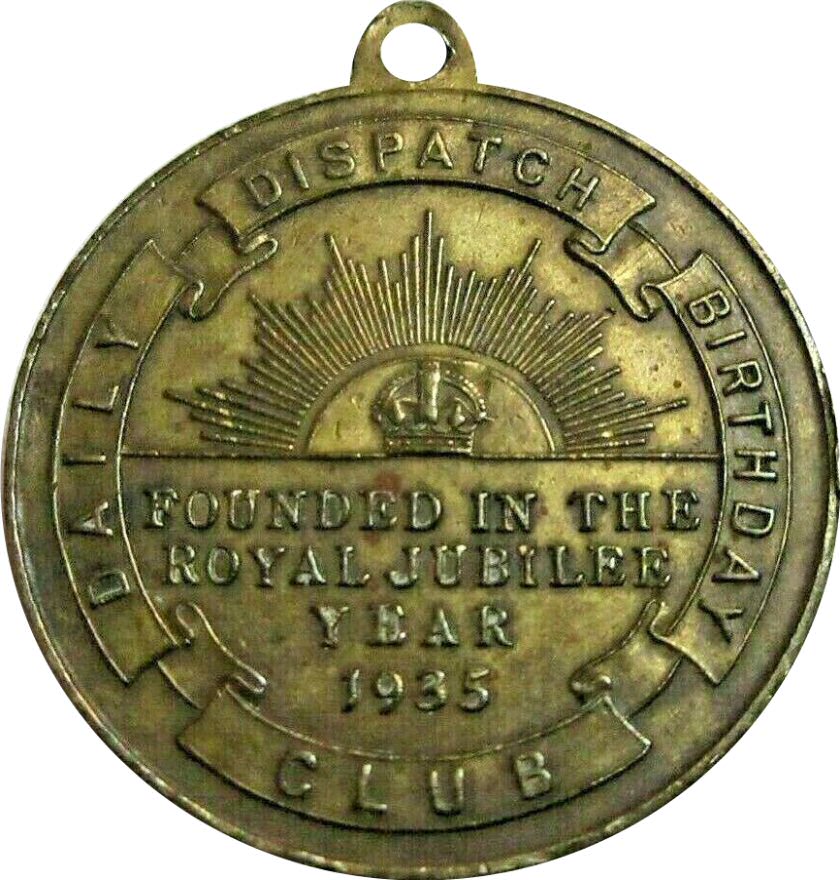 DAILY
DISPATCH
BIRTHDAY
CLUB
FOUNDED IN THE
ROYAL JUBILEE
YEAR
1935